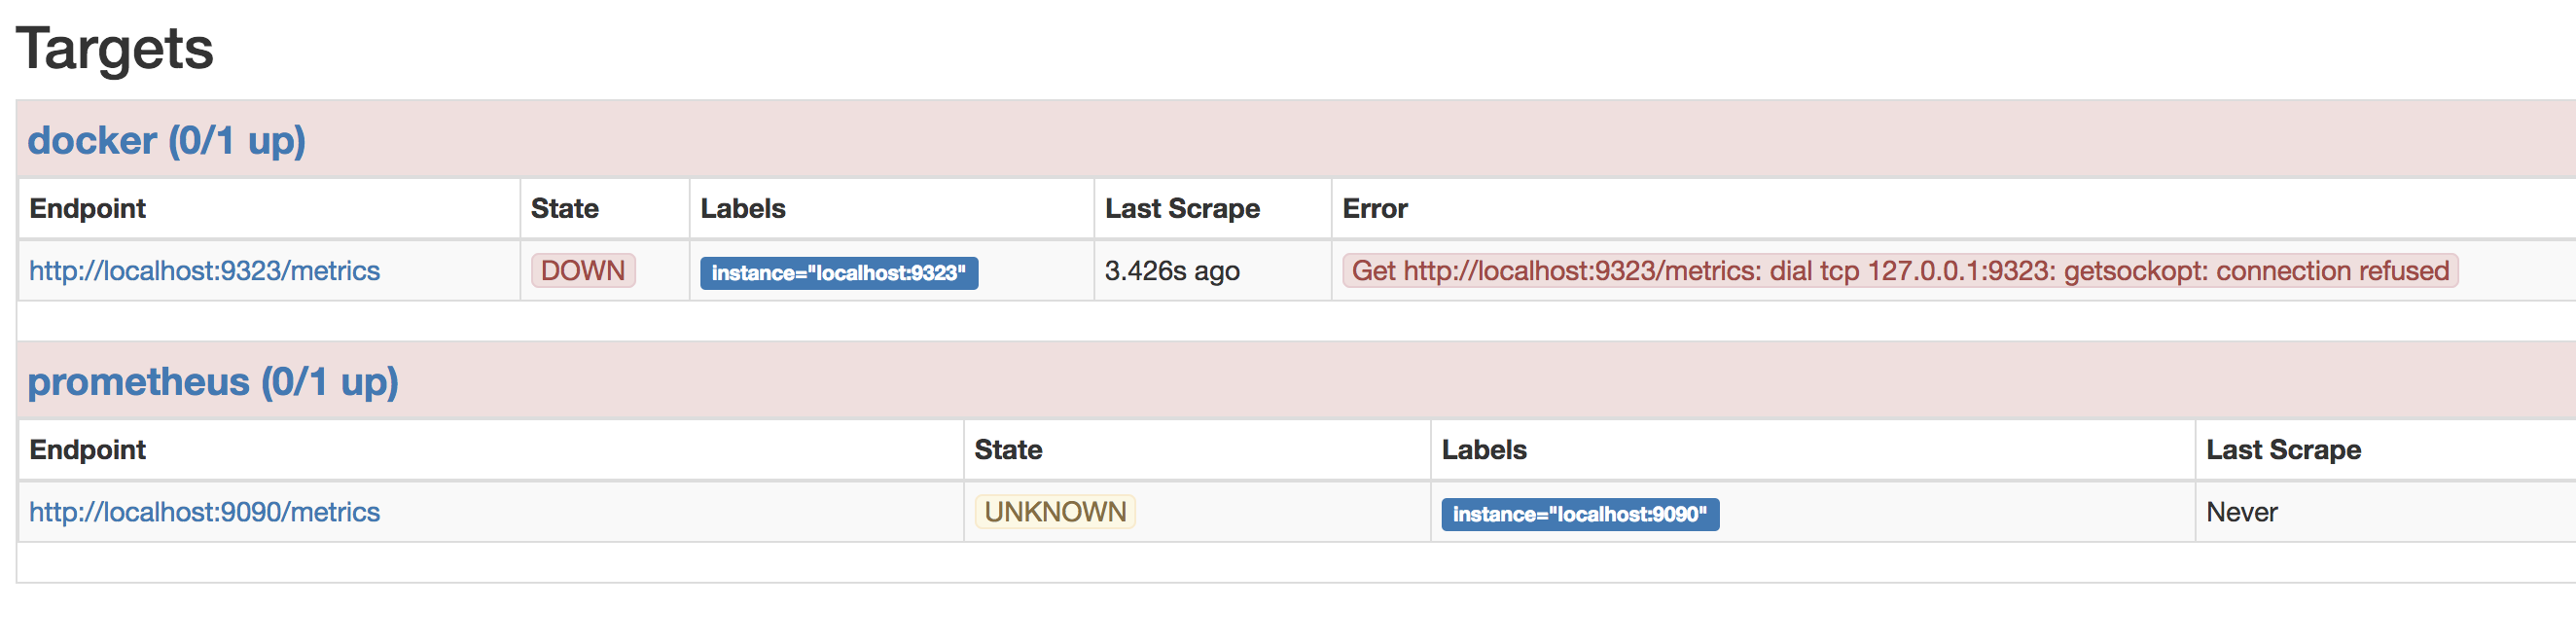 Targets
docker (0/1 up)
Endpoint State Labels Last Scrape Error
http://localhost:9323/metrics DOWN instance="localhost:9323" 3.426s ago Get http://localhost:9323/metrics: dial tcp 127.0.0.1:9323: getsockopt: connection refused
prometheus (0/1 up)
Endpoint State Labels Last Scrape
http://localhost:9090/metrics UNKNOWN instance="localhost:9090" Never